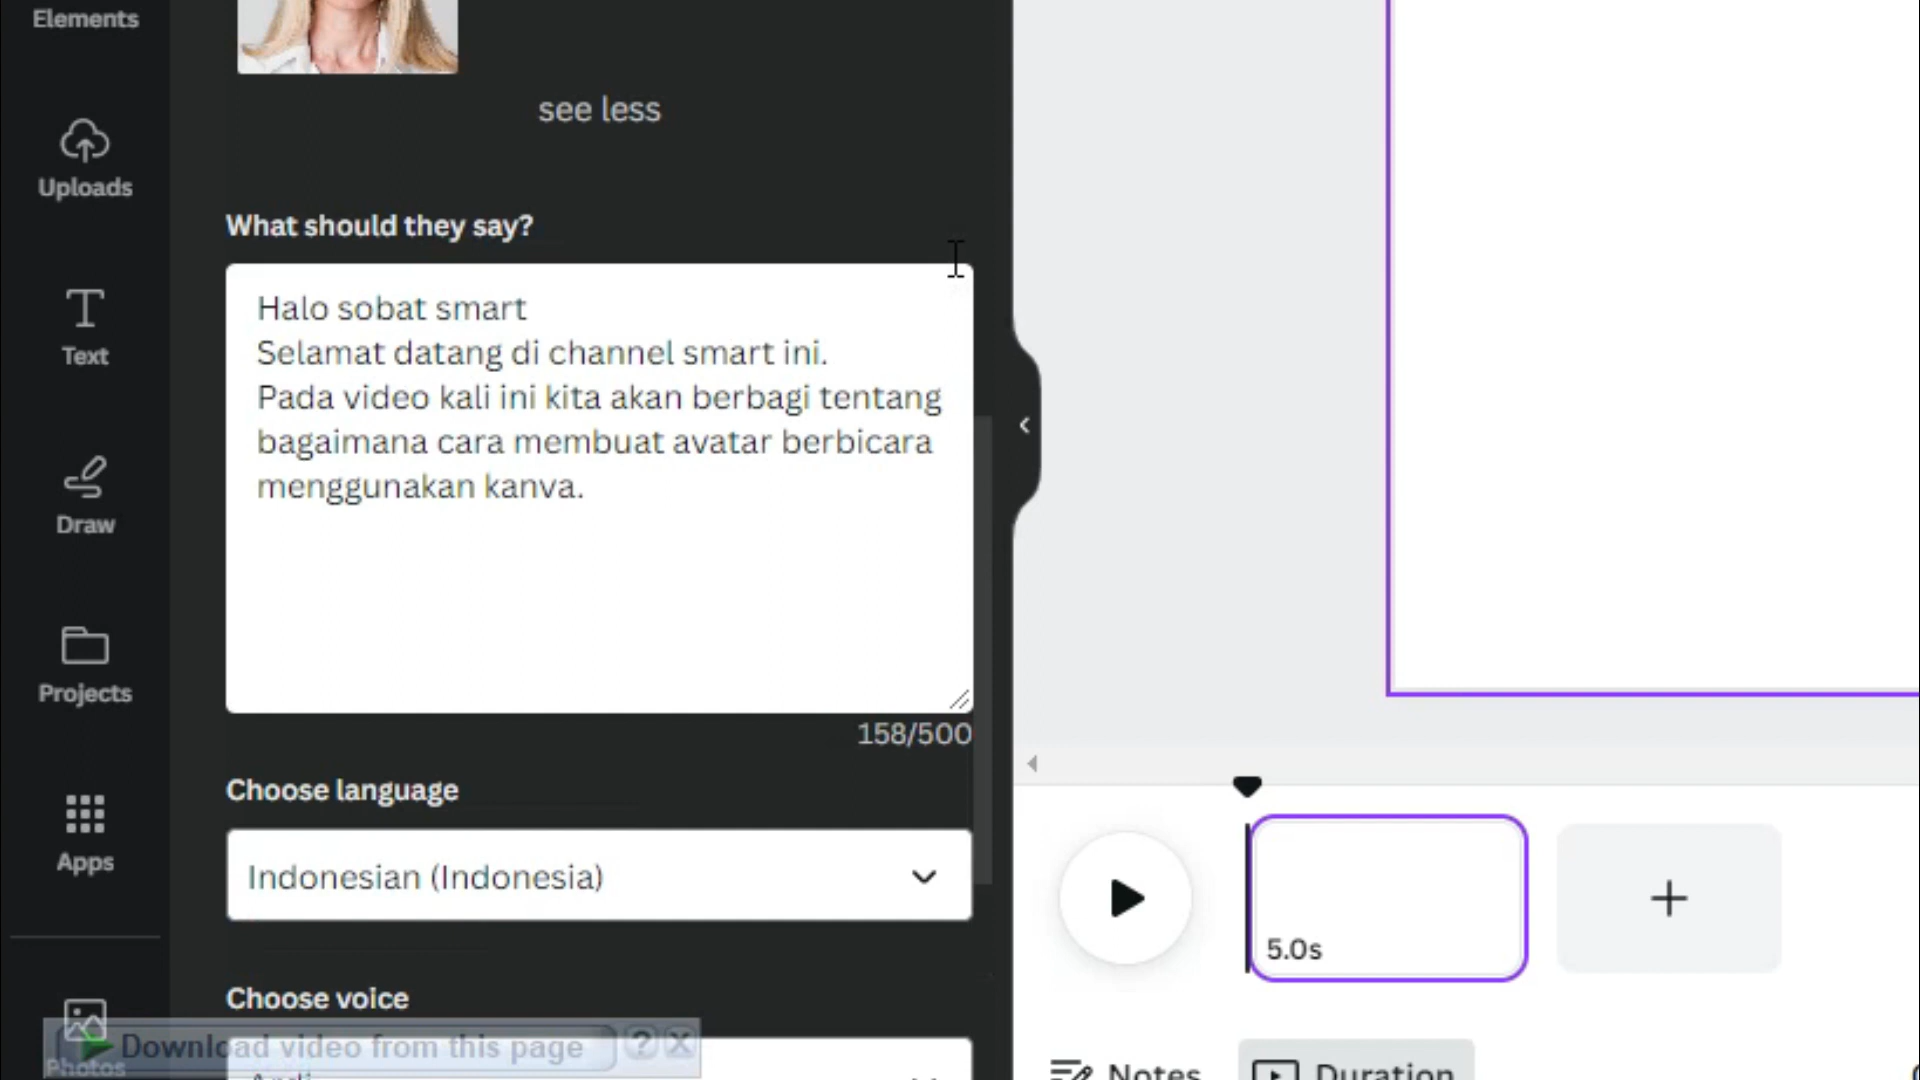 Elements
see less
Uploads
What should they say?
Halo sobat smart
Selamat datang di channel smart ini.
Pada video kali ini kita akan berbagi tentang
bagaimana cara membuat avatar berbicara
menggunakan kanva.
Text
Draw
Projects
158/500
Choose language
Apps
Indonesian (Indonesia)
5.0s
Choose voice
Download video from this page
Photos
Notes
Duration